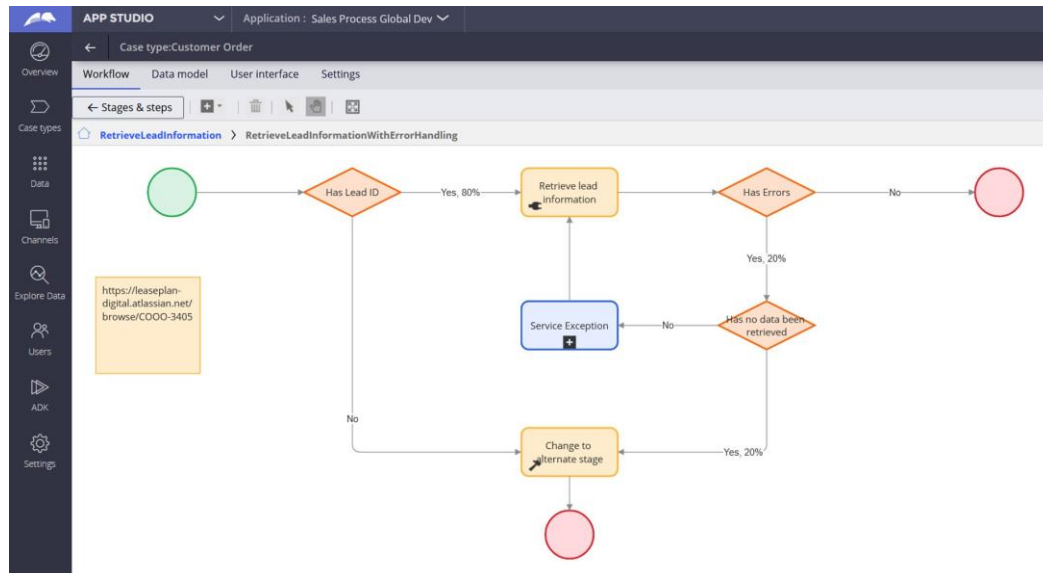 APP STUDIO
Application : Sales Process Global Dev
Overview
Case type:Customer Order
Workflow
Data model
User interface
Settings
Stages & steps
Case types
RetrieveLeadInformation
RetrieveLeadInformationWithErrorHandling
Data
Channels
Explore Data
Users
ADK
Settings
Has Lead ID
Yes, 80%
Retrieve lead
information
Has Errors
No
Yes, 20%
https://leaseplan-
digital.atlassian.net/
browse/COOO-3405
Service Exception
No
Has no data been
retrieved
No
Change to
alternate stage
Yes, 20%